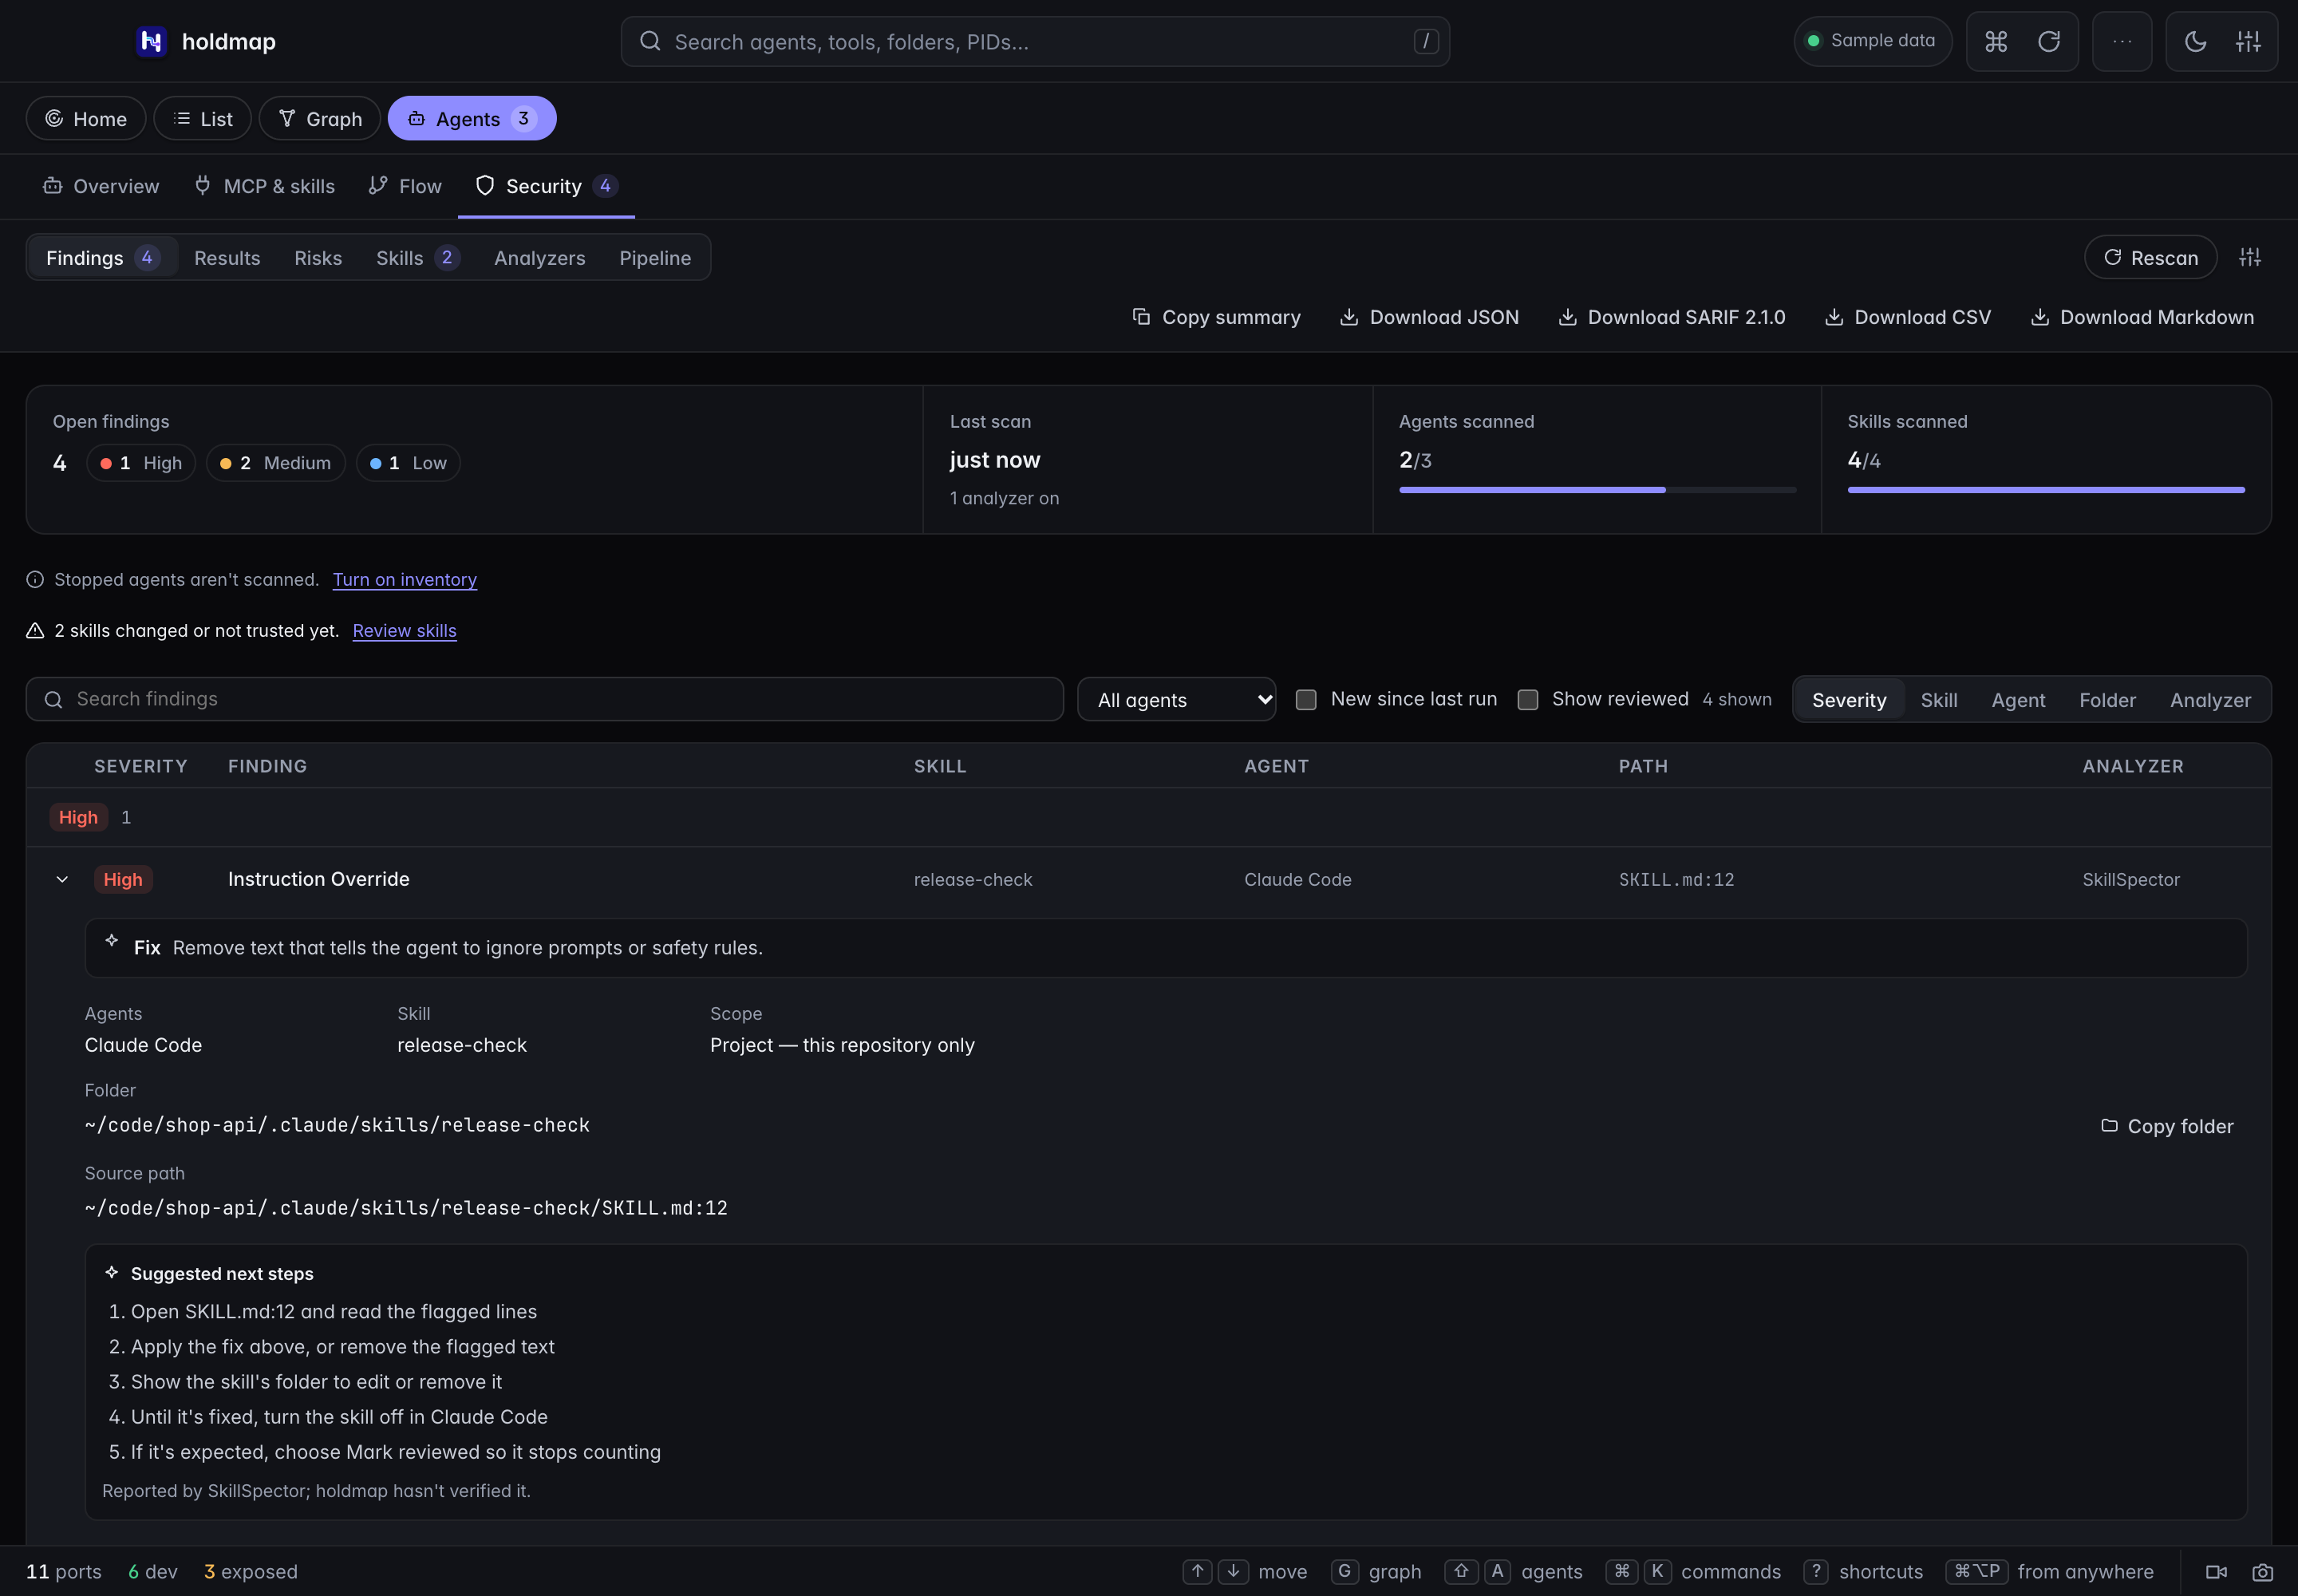 holdmap
Search agents, tools, folders, PIDs... /
Sample data
Home List Graph Agents 3
Overview MCP & skills Flow Security 4
Findings 4 Results Risks Skills 2 Analyzers Pipeline Rescan
Copy summary Download JSON Download SARIF 2.1.0 Download CSV Download Markdown
Open findings Last scan Agents scanned Skills scanned
4 1 High 2 Medium 1 Low just now 2/3 4/4
1 analyzer on
Stopped agents aren't scanned. Turn on inventory
2 skills changed or not trusted yet. Review skills
Search findings All agents New since last run Show reviewed 4 shown Severity Skill Agent Folder Analyzer
SEVERITY FINDING SKILL AGENT PATH ANALYZER
High 1
High Instruction Override release-check Claude Code SKILL.md:12 SkillSpector
Fix Remove text that tells the agent to ignore prompts or safety rules.
Agents Skill Scope
Claude Code release-check Project — this repository only
Folder
~/code/shop-api/.claude/skills/release-check Copy folder
Source path
~/code/shop-api/.claude/skills/release-check/SKILL.md:12
Suggested next steps
1. Open SKILL.md:12 and read the flagged lines
2. Apply the fix above, or remove the flagged text
3. Show the skill's folder to edit or remove it
4. Until it's fixed, turn the skill off in Claude Code
5. If it's expected, choose Mark reviewed so it stops counting
Reported by SkillSpector; holdmap hasn't verified it.
11 ports 6 dev 3 exposed ↑ ↓ move G graph ⇧ A agents ⌘ K commands ? shortcuts ⌘⌥P from anywhere